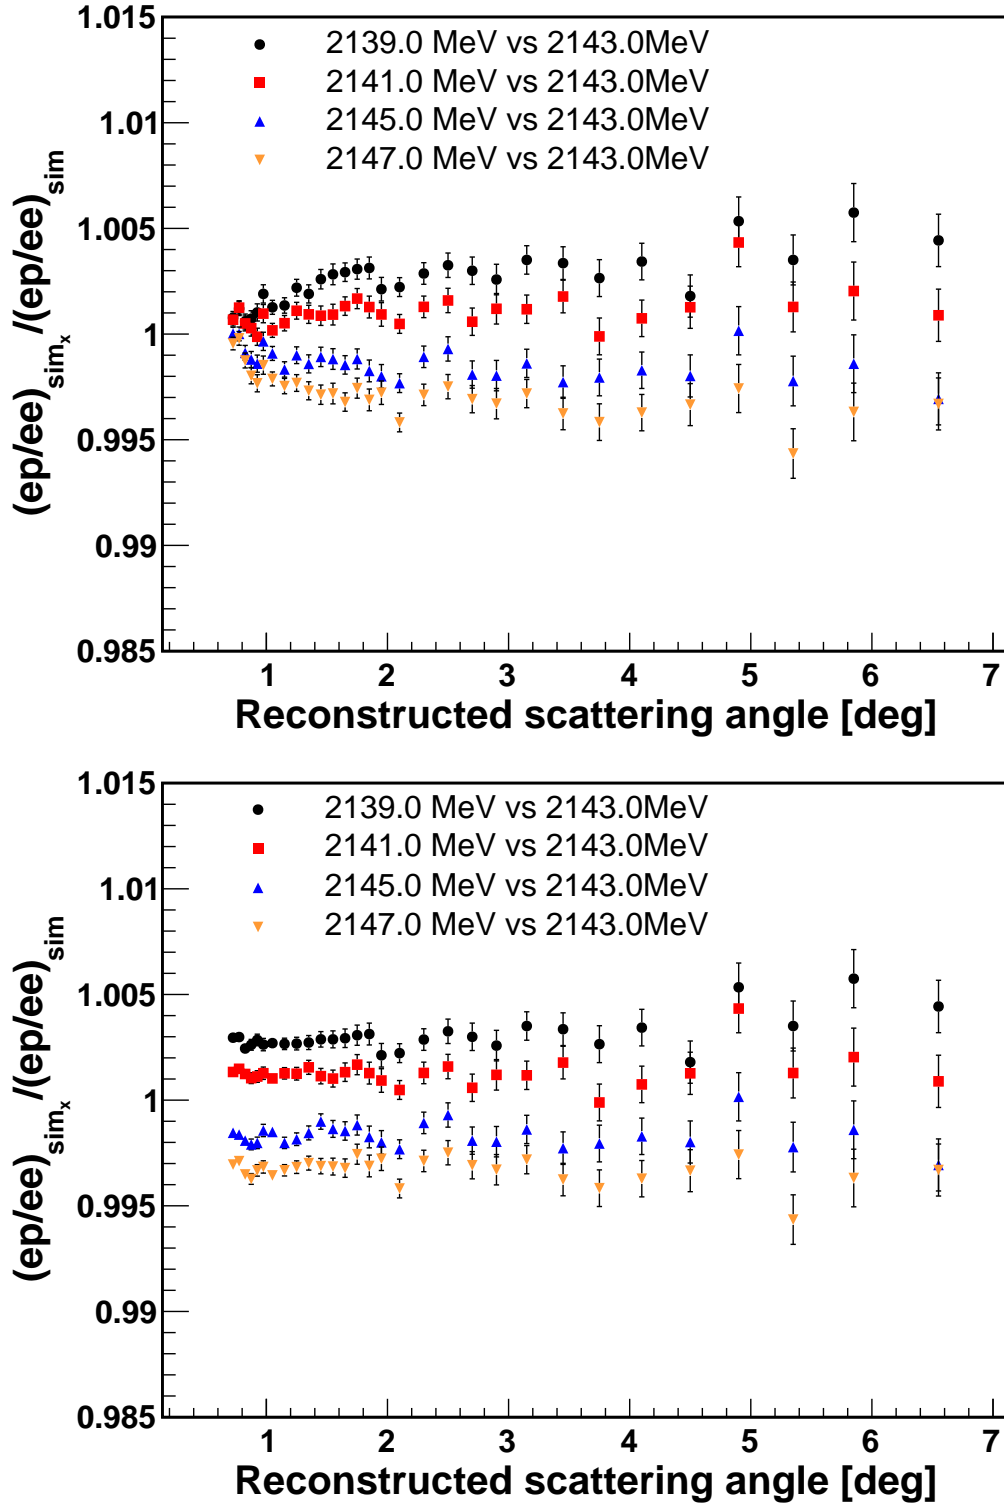 1.015
2139.0 MeV vs 2143.0MeV
2141.0 MeV vs 2143.0MeV
2145.0 MeV vs 2143.0MeV
2147.0 MeV vs 2143.0MeV
1.01
1.005
1
0.995
0.99
0.985
(ep/ee)simx/(ep/ee)sim
1 2 3 4 5 6 7
Reconstructed scattering angle [deg]
1.015
2139.0 MeV vs 2143.0MeV
2141.0 MeV vs 2143.0MeV
2145.0 MeV vs 2143.0MeV
2147.0 MeV vs 2143.0MeV
1.01
1.005
1
0.995
0.99
0.985
(ep/ee)simx/(ep/ee)sim
1 2 3 4 5 6 7
Reconstructed scattering angle [deg]